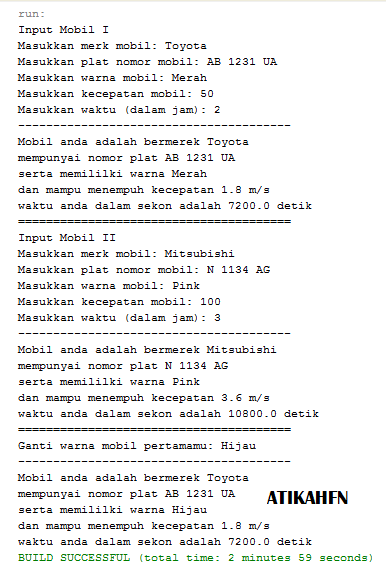 run:
Input Mobil I
Masukkan merk mobil: Toyota
Masukkan plat nomor mobil: AB 1231 UA
Masukkan warna mobil: Merah
Masukkan kecepatan mobil: 50
Masukkan waktu (dalam jam): 2
---------------------------------------
Mobil anda adalah bermerek Toyota
mempunyai nomor plat AB 1231 UA
serta memililki warna Merah
dan mampu menempuh kecepatan 1.8 m/s
waktu anda dalam sekon adalah 7200.0 detik
=======================================
Input Mobil II
Masukkan merk mobil: Mitsubishi
Masukkan plat nomor mobil: N 1134 AG
Masukkan warna mobil: Pink
Masukkan kecepatan mobil: 100
Masukkan waktu (dalam jam): 3
---------------------------------------
Mobil anda adalah bermerek Mitsubishi
mempunyai nomor plat N 1134 AG
serta memililki warna Pink
dan mampu menempuh kecepatan 3.6 m/s
waktu anda dalam sekon adalah 10800.0 detik
=======================================
Ganti warna mobil pertamamu: Hijau
---------------------------------------
Mobil anda adalah bermerek Toyota
mempunyai nomor plat AB 1231 UA
ATIKAHFN
serta memililki warna Hijau
dan mampu menempuh kecepatan 1.8 m/s
waktu anda dalam sekon adalah 7200.0 detik
BUILD SUCCESSFUL (total time: 2 minutes 59 seconds)